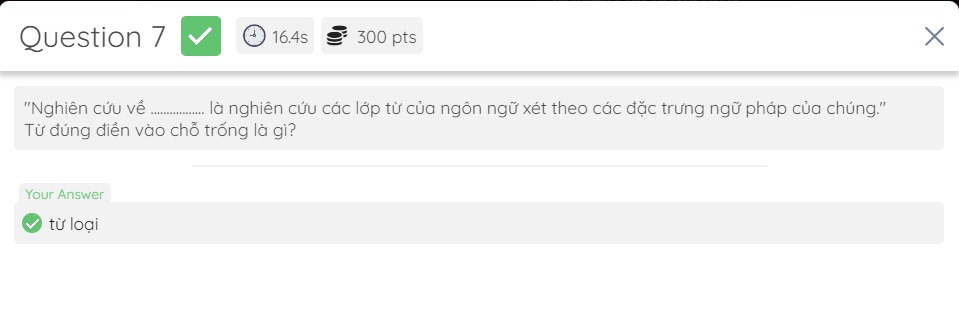 Question 7 16.4s 300 pts
"Nghiên cứu về ................. là nghiên cứu các lớp từ của ngôn ngữ xét theo các đặc trưng ngữ pháp của chúng."
Từ đúng điền vào chỗ trống là gì?
Your Answer
từ loại